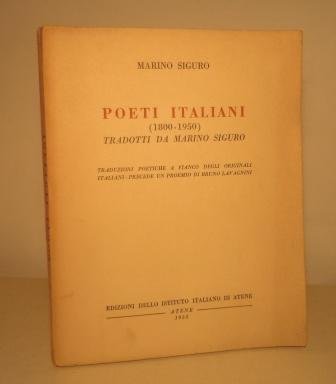 MARINO SIGURO
POETI ITALIANI
(1800-1950)
TRADOTTI DA MARINO SIGURO
TRADUZIONI POETICHE A FIANCO DEGLI ORIGINALI
ITALIANI - PRECEDE UN PROEMIO DI BRUNO LAVAGNINI
EDIZIONI DELLO ISTITUTO ITALIANO DI ATENE
ATENE